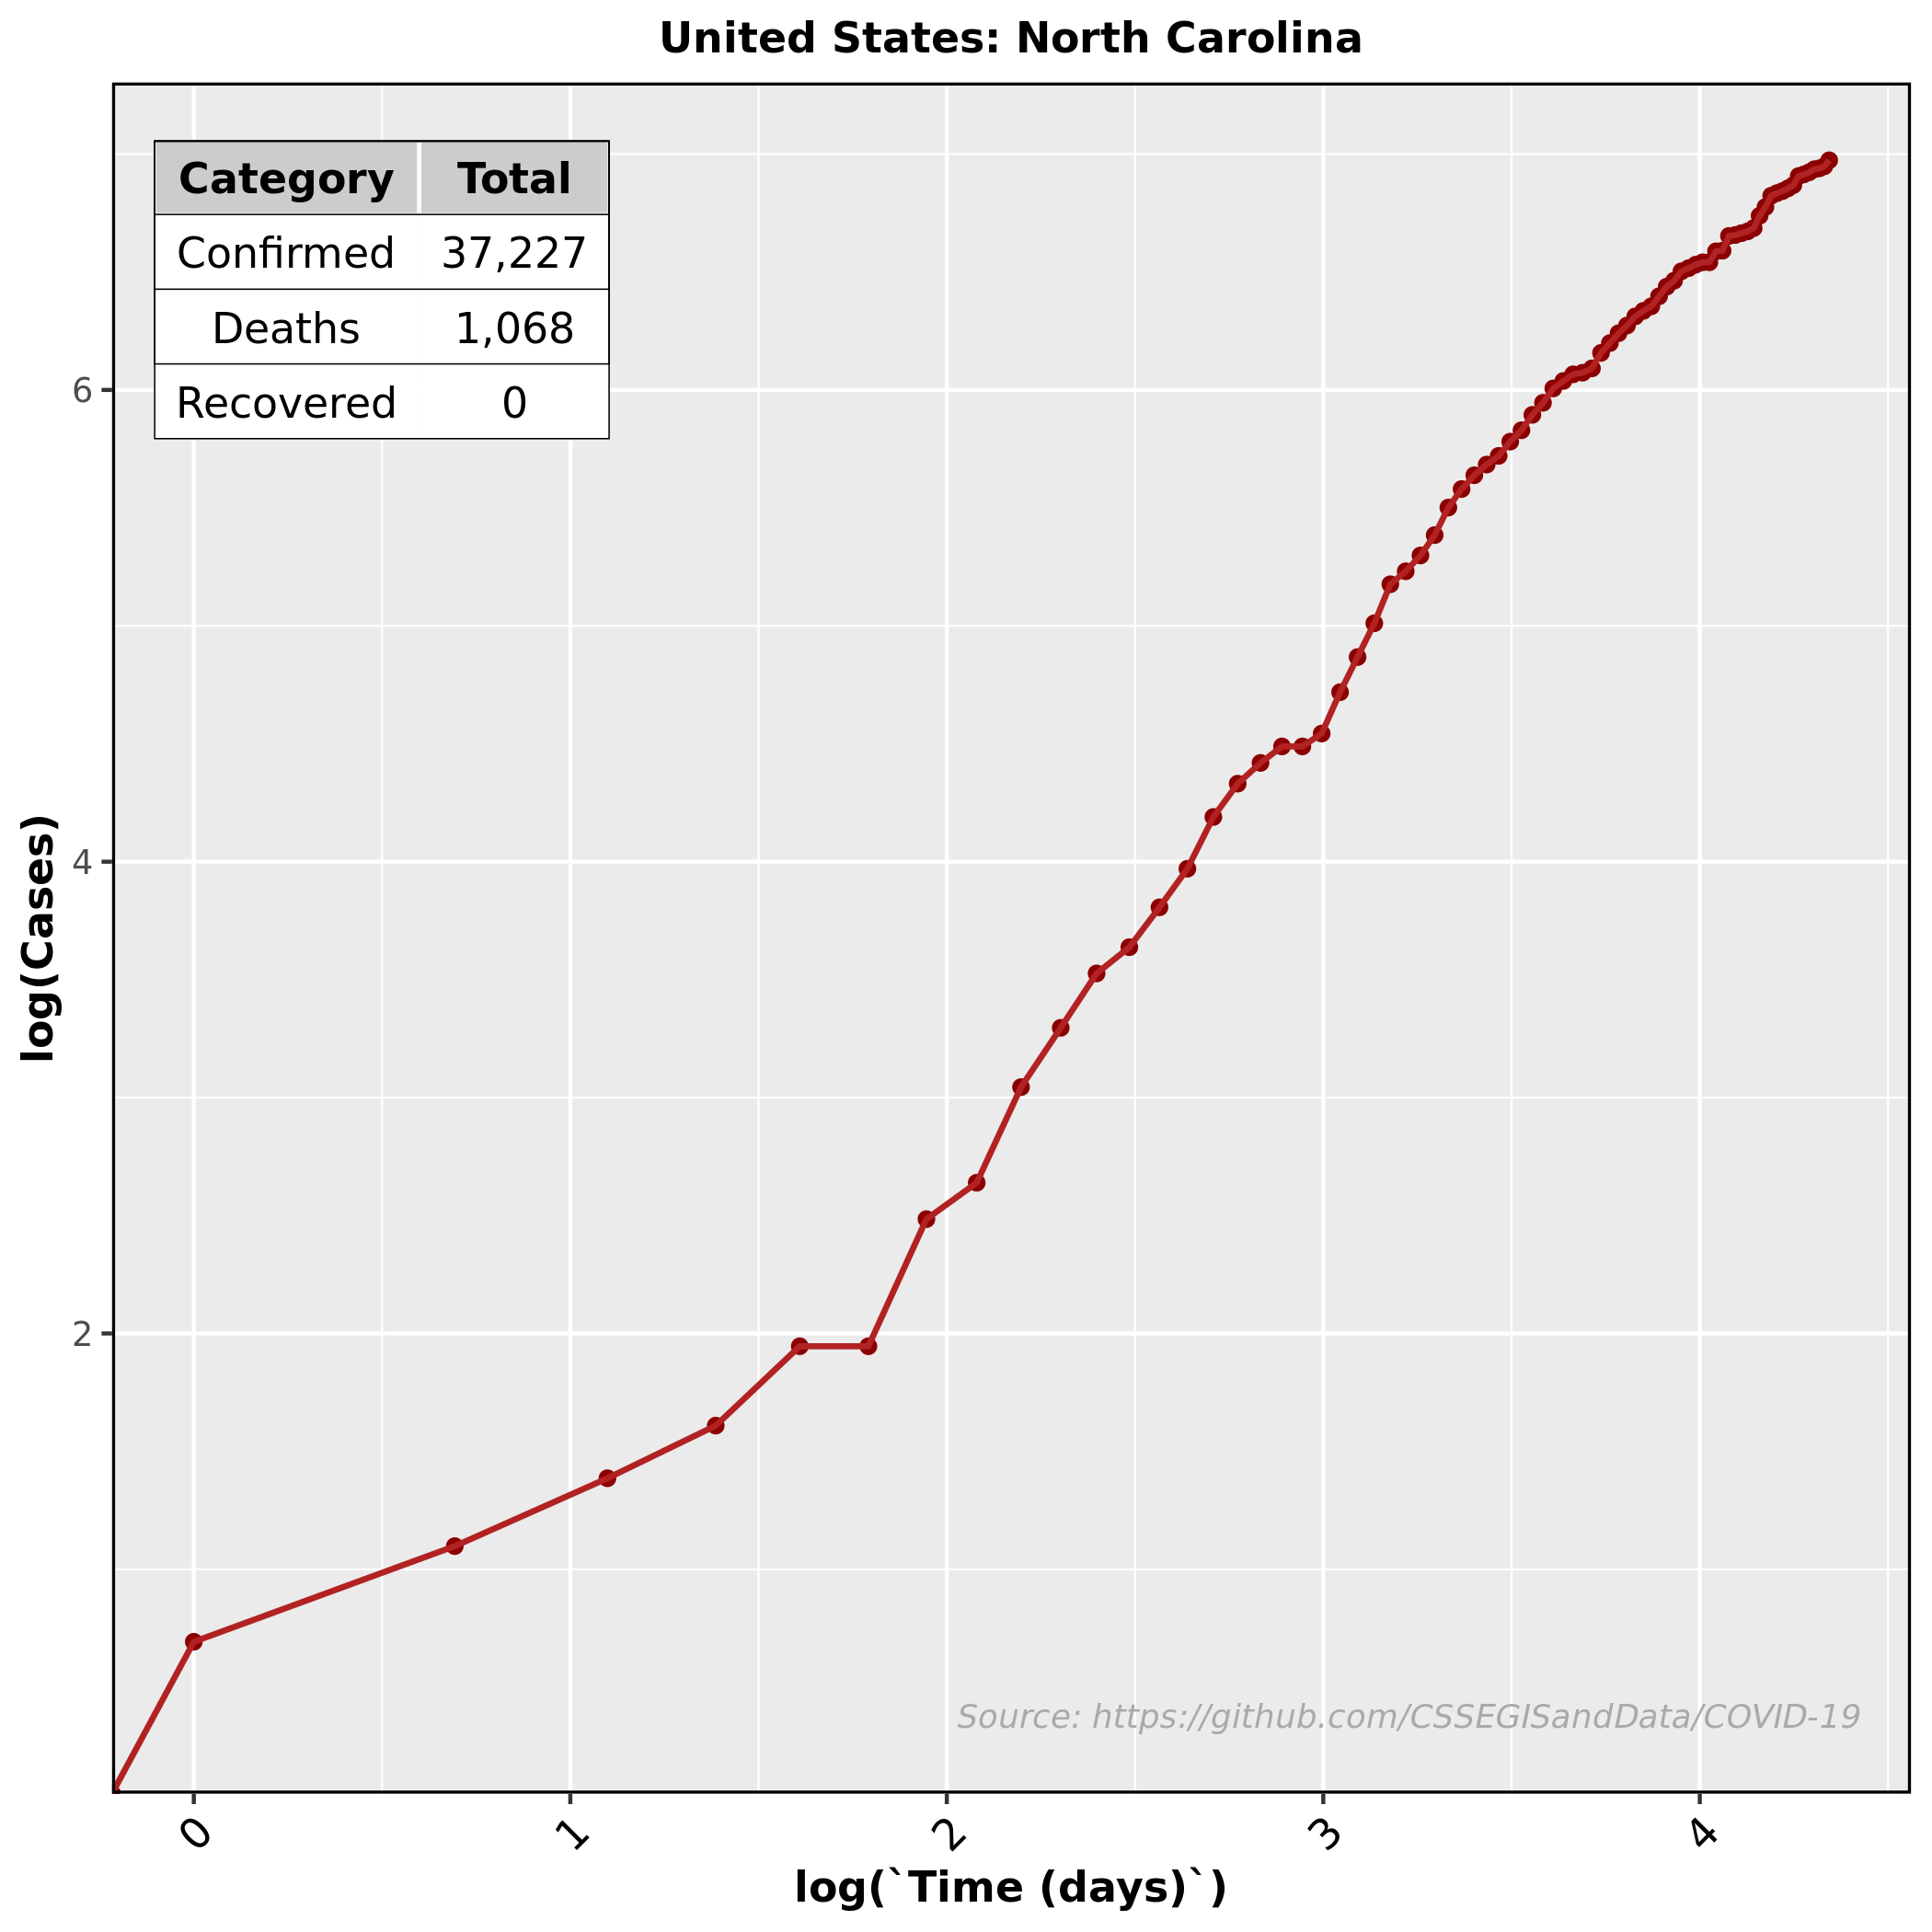 United States: North Carolina
Category Total
Confirmed 37,227
Deaths 1,068
Recovered 0
6
4
2
log(Cases)
Source: https://github.com/CSSEGISandData/COVID-19
0 1 2 3 4
log(`Time (days)`)